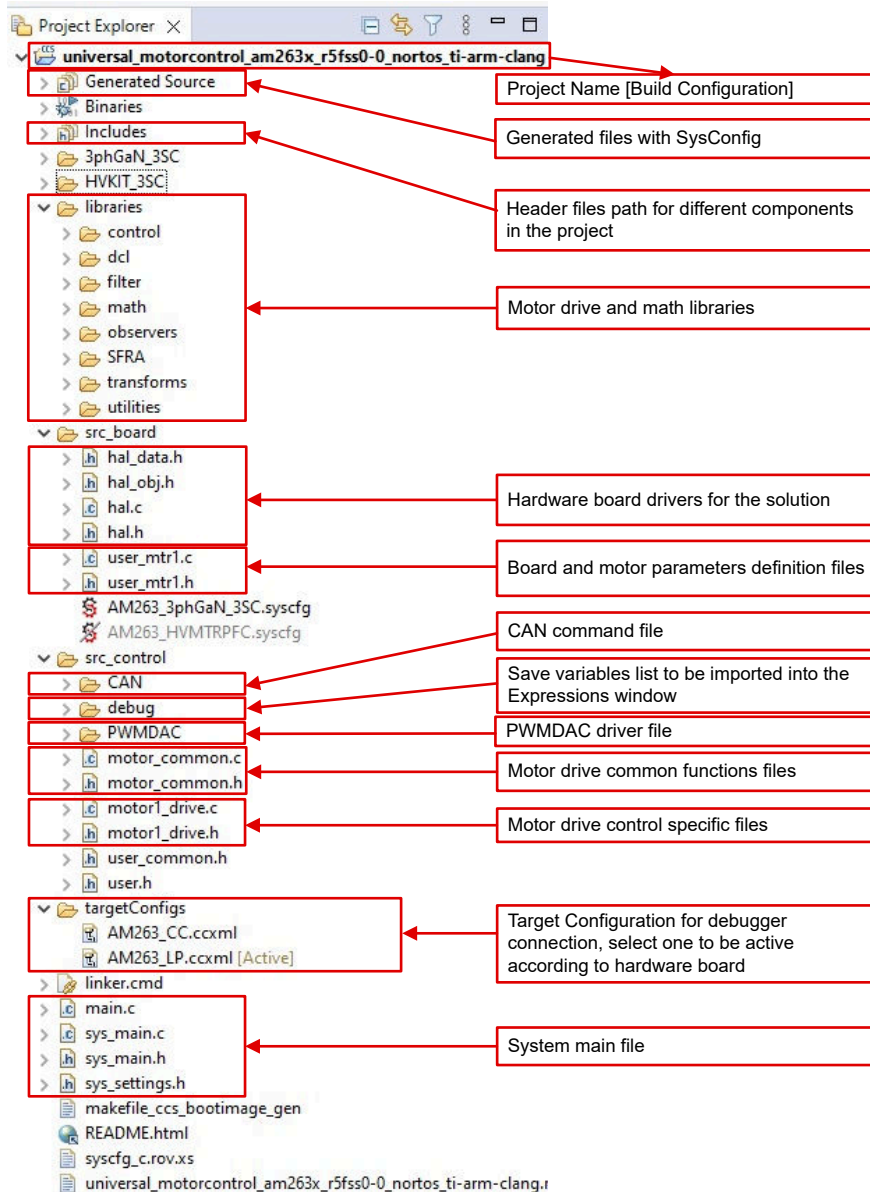 Project Explorer
universal_motorcontrol_am263x_r5fss0-0_nortos_ti-arm-clang
Generated Source
Binaries
Includes
3phGaN_3SC
HVKIT_3SC
libraries
control
dcl
filter
math
observers
SFRA
transforms
utilities
src_board
hal_data.h
hal_obj.h
hal.c
hal.h
user_mtr1.c
user_mtr1.h
AM263_3phGaN_3SC.syscfg
AM263_HVMTRPFC.syscfg
src_control
CAN
debug
PWMDAC
motor_common.c
motor_common.h
motor1_drive.c
motor1_drive.h
user_common.h
user.h
targetConfigs
AM263_CC.ccxml
AM263_LP.ccxml [Active]
linker.cmd
main.c
sys_main.c
sys_main.h
sys_settings.h
makefile_ccs_bootimage_gen
README.html
syscfg_c.rov.xs
universal_motorcontrol_am263x_r5fss0-0_nortos_ti-arm-clang.r
Project Name [Build Configuration]
Generated files with SysConfig
Header files path for different components
in the project
Motor drive and math libraries
Hardware board drivers for the solution
Board and motor parameters definition files
CAN command file
Save variables list to be imported into the
Expressions window
PWMDAC driver file
Motor drive common functions files
Motor drive control specific files
Target Configuration for debugger
connection, select one to be active
according to hardware board
System main file